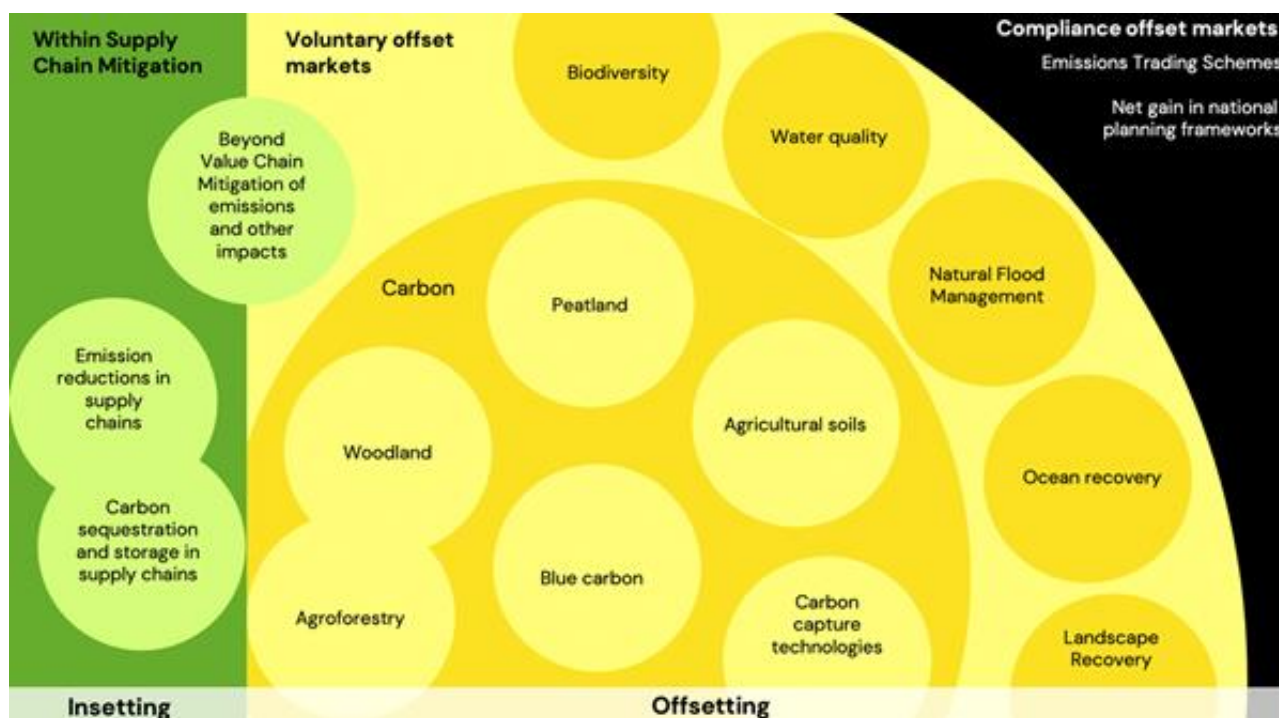 Within Supply
Chain Mitigation
Voluntary offset
markets
Compliance offset markets
Emissions Trading Schemes
Net gain in national
planning frameworks
Biodiversity
Water quality
Beyond
Value Chain
Mitigation of
emissions
and other
impacts
Natural Flood
Management
Carbon
Peatland
Emission
reductions in
supply
chains
Agricultural soils
Woodland
Ocean recovery
Carbon
sequestration
and storage in
supply chains
Blue carbon
Agroforestry
Carbon
capture
technologies
Landscape
Recovery
Insetting
Offsetting